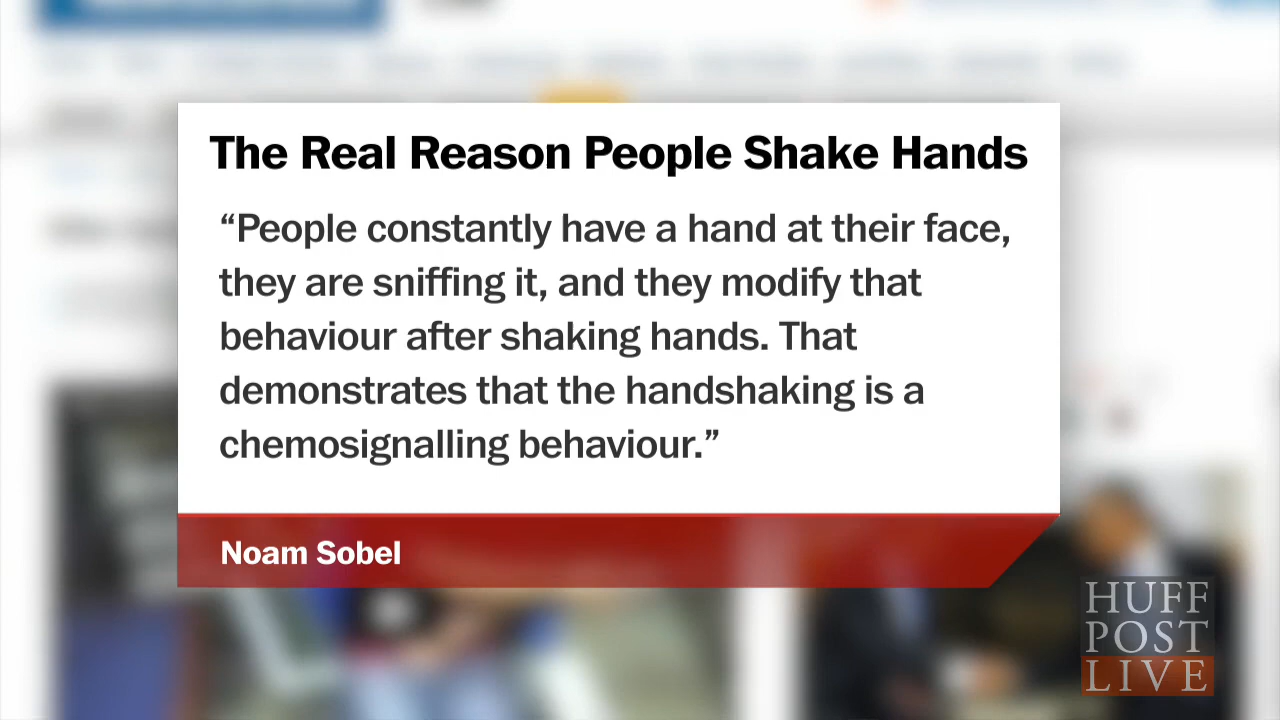 The Real Reason People Shake Hands
“People constantly have a hand at their face,
they are sniffing it, and they modify that
behaviour after shaking hands. That
demonstrates that the handshaking is a
chemosignalling behaviour.”
Noam Sobel
HUFF
POST
LIVE